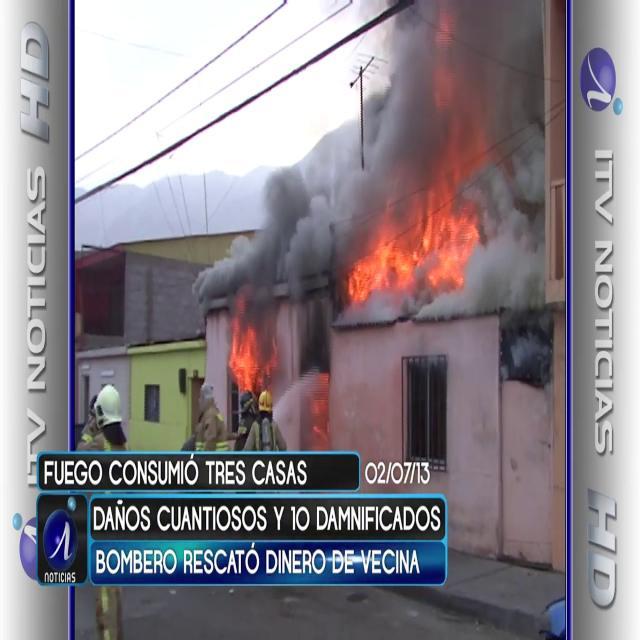 ITV NOTICIAS HD
ITV NOTICIAS HD
FUEGO CONSUMIÓ TRES CASAS 02/07/13
DAÑOS CUANTIOSOS Y 10 DAMNIFICADOS
BOMBERO RESCATÓ DINERO DE VECINA
NOTICIAS